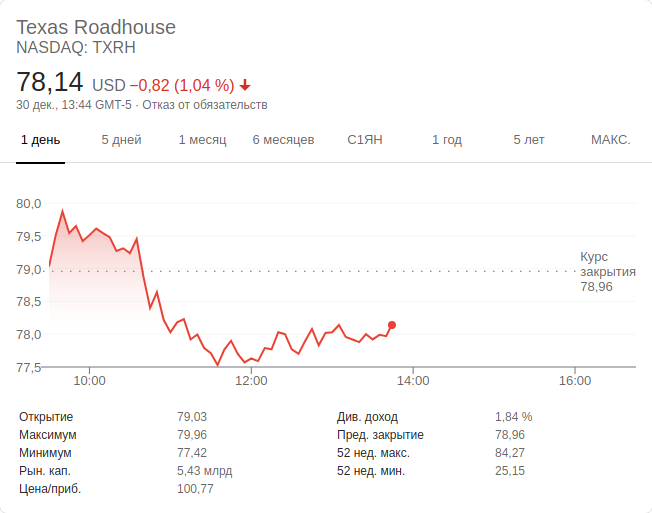 Texas Roadhouse
NASDAQ: TXRH
78,14 USD −0,82 (1,04 %)
30 дек., 13:44 GMT-5 · Отказ от обязательств
1 день 5 дней 1 месяц 6 месяцев С1ЯН 1 год 5 лет МАКС.
80,0
79,5
79,0
78,5
78,0
77,5
Курс
закрытия
78,96
10:00 12:00 14:00 16:00
Открытие 79,03 Див. доход 1,84 %
Максимум 79,96 Пред. закрытие 78,96
Минимум 77,42 52 нед. макс. 84,27
Рын. кап. 5,43 млрд 52 нед. мин. 25,15
Цена/приб. 100,77